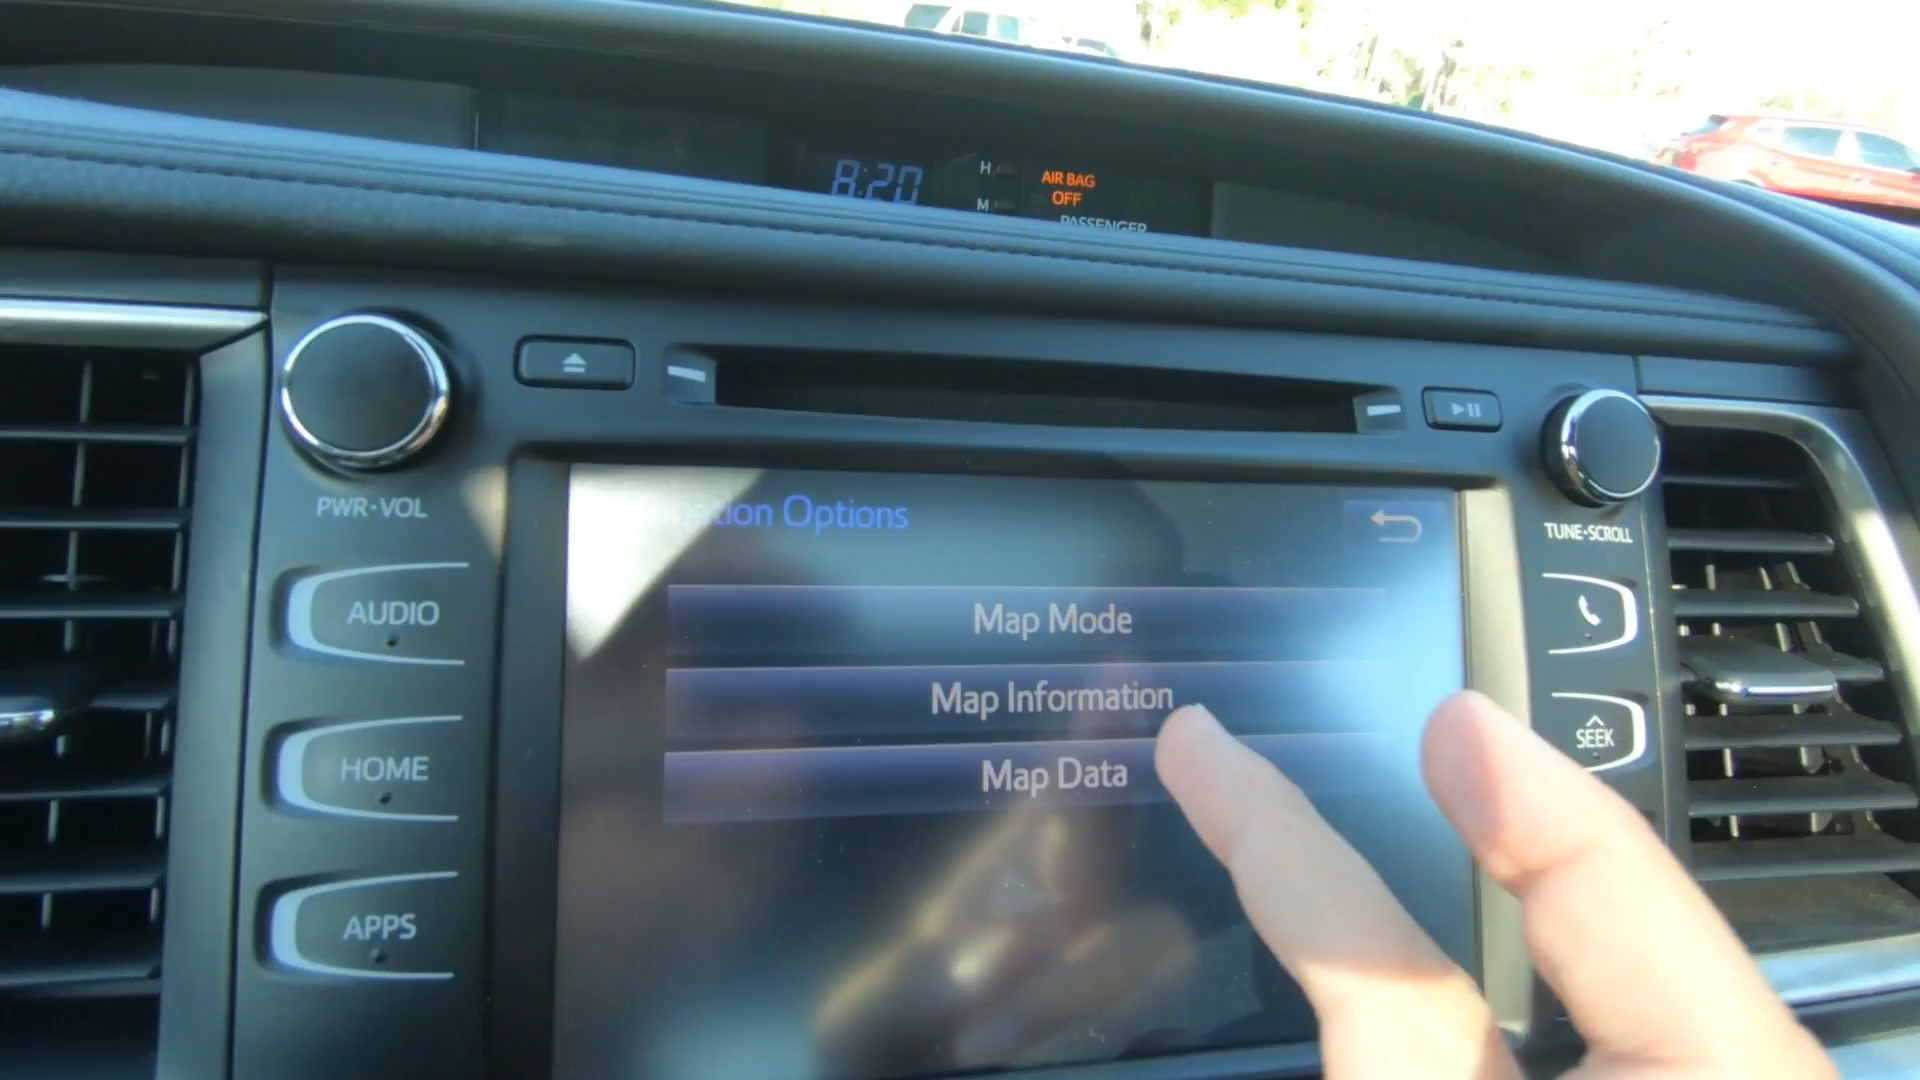 8:20
H
M
AIR BAG
OFF
PASSENGER
PWR•VOL
TUNE•SCROLL
Options
AUDIO
Map Mode
Map Information
SEEK
HOME
Map Data
APPS